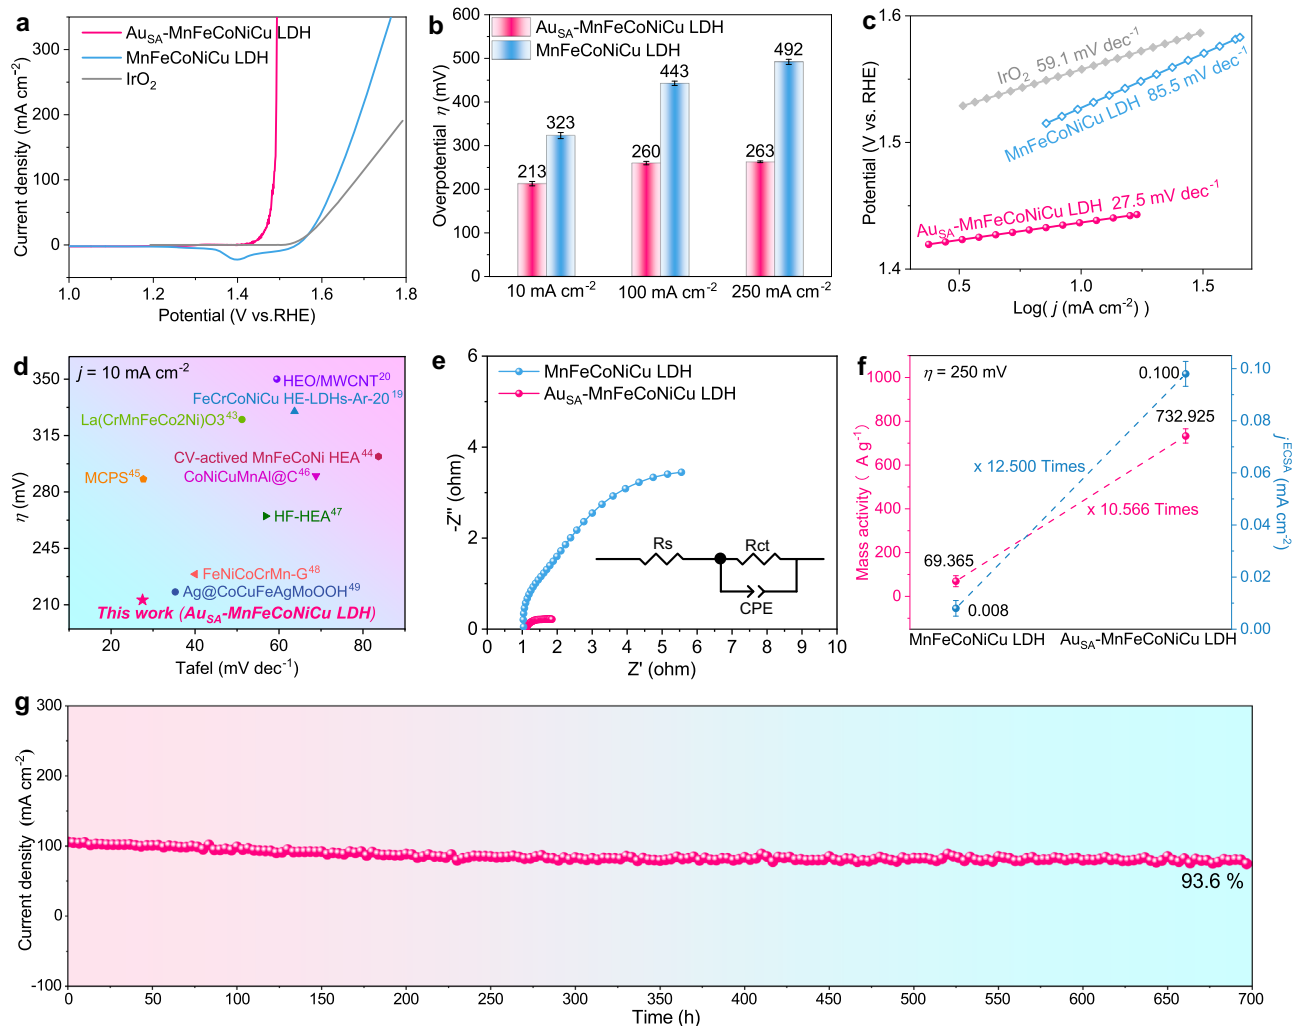 a
Au_SA-MnFeCoNiCu LDH
MnFeCoNiCu LDH
IrO₂
Current density (mA cm⁻²)
300
200
100
0
1.0 1.2 1.4 1.6 1.8
Potential (V vs.RHE)
b
Au_SA-MnFeCoNiCu LDH
MnFeCoNiCu LDH
Overpotential η (mV)
600
500
400
300
200
100
0
213 323 260 443 263 492
10 mA cm⁻² 100 mA cm⁻² 250 mA cm⁻²
c
Potential (V vs. RHE)
1.6
1.5
1.4
IrO₂ 59.1 mV dec⁻¹
MnFeCoNiCu LDH 85.5 mV dec⁻¹
Au_SA-MnFeCoNiCu LDH 27.5 mV dec⁻¹
0.5 1.0 1.5
Log( j (mA cm⁻²) )
d
j = 10 mA cm⁻²
η (mV)
350
315
280
245
210
HEO/MWCNT²⁰
FeCrCoNiCu HE-LDHs-Ar-20¹⁹
La(CrMnFeCo2Ni)O3⁴³
CV-actived MnFeCoNi HEA⁴⁴
MCPS⁴⁵
CoNiCuMnAl@C⁴⁶
HF-HEA⁴⁷
FeNiCoCrMn-G⁴⁸
Ag@CoCuFeAgMoOOH⁴⁹
This work (Au_SA-MnFeCoNiCu LDH)
20 40 60 80
Tafel (mV dec⁻¹)
e
MnFeCoNiCu LDH
Au_SA-MnFeCoNiCu LDH
-Z" (ohm)
6
4
2
0
Rs Rct
CPE
0 1 2 3 4 5 6 7 8 9 10
Z' (ohm)
f
η = 250 mV
Mass activity ( A g⁻¹)
1000
800
600
400
200
0
0.100
732.925
x 12.500 Times
x 10.566 Times
69.365
0.008
0.10
0.08
0.06
0.04
0.02
0.00
j^ECSA (mA cm⁻²)
MnFeCoNiCu LDH Au_SA-MnFeCoNiCu LDH
g
Current density (mA cm⁻²)
300
200
100
0
-100
93.6 %
0 50 100 150 200 250 300 350 400 450 500 550 600 650 700
Time (h)